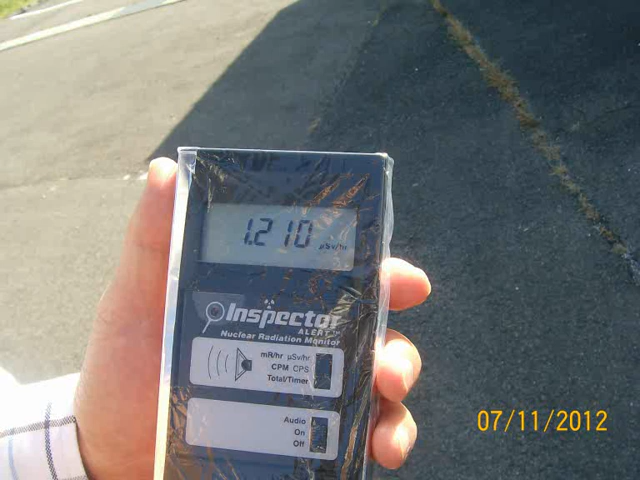 1.210 µSv/hr
Inspector
ALERT™
Nuclear Radiation Monitor
mR/hr µSv/hr
CPM CPS
Total/Timer
Audio
On
Off
07/11/2012